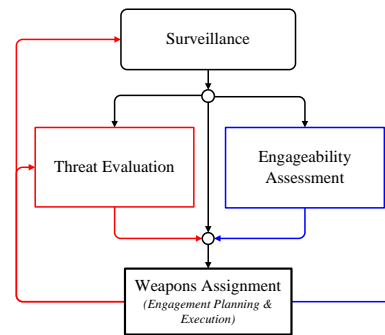 Surveillance
Threat Evaluation
Engageability
Assessment
Weapons Assignment
(Engagement Planning &
Execution)